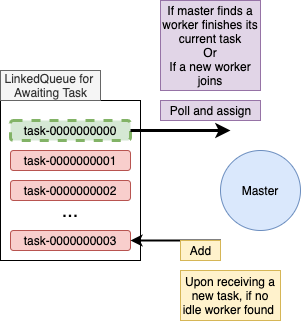 If master finds a
worker finishes its
current task
Or
If a new worker
joins
Poll and assign
LinkedQueue for
Awaiting Task
task-0000000000
task-0000000001
task-0000000002
...
task-0000000003
Master
Add
Upon receiving a
new task, if no
idle worker found